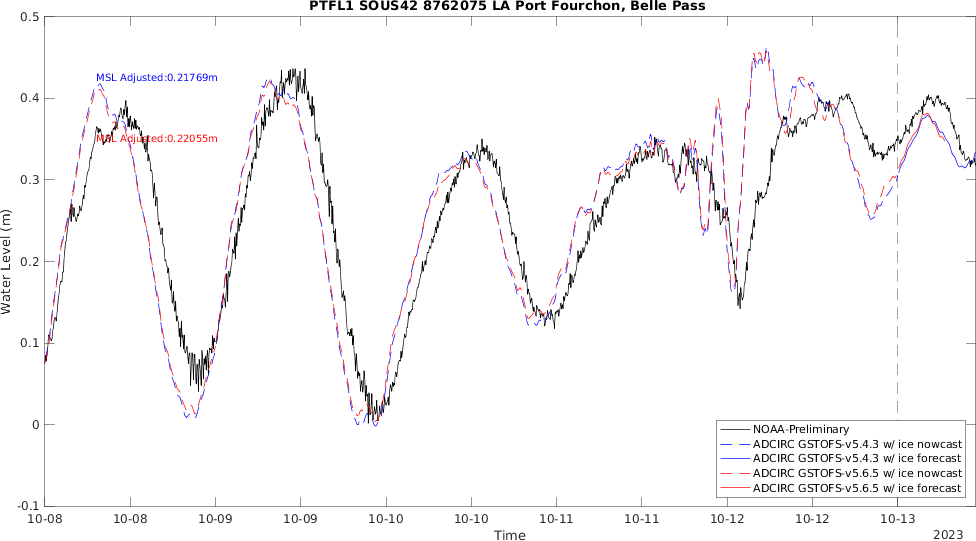 PTFL1 SOUS42 8762075 LA Port Fourchon, Belle Pass
0.5
0.4
0.3
0.2
0.1
0
-0.1
Water Level (m)
MSL Adjusted:0.21769m
MSL Adjusted:0.22055m
NOAA-Preliminary
ADCIRC GSTOFS-v5.4.3 w/ ice nowcast
ADCIRC GSTOFS-v5.4.3 w/ ice forecast
ADCIRC GSTOFS-v5.6.5 w/ ice nowcast
ADCIRC GSTOFS-v5.6.5 w/ ice forecast
10-08 10-08 10-09 10-09 10-10 10-10 10-11 10-11 10-12 10-12 10-13
Time
2023